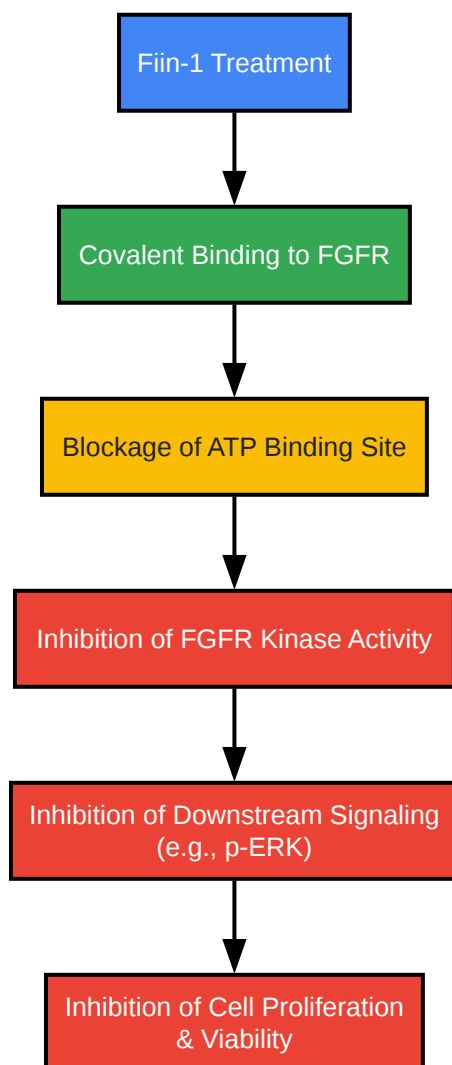 Fiin-1 Treatment
Covalent Binding to FGFR
Blockage of ATP Binding Site
Inhibition of FGFR Kinase Activity
Inhibition of Downstream Signaling
(e.g., p-ERK)
Inhibition of Cell Proliferation
& Viability